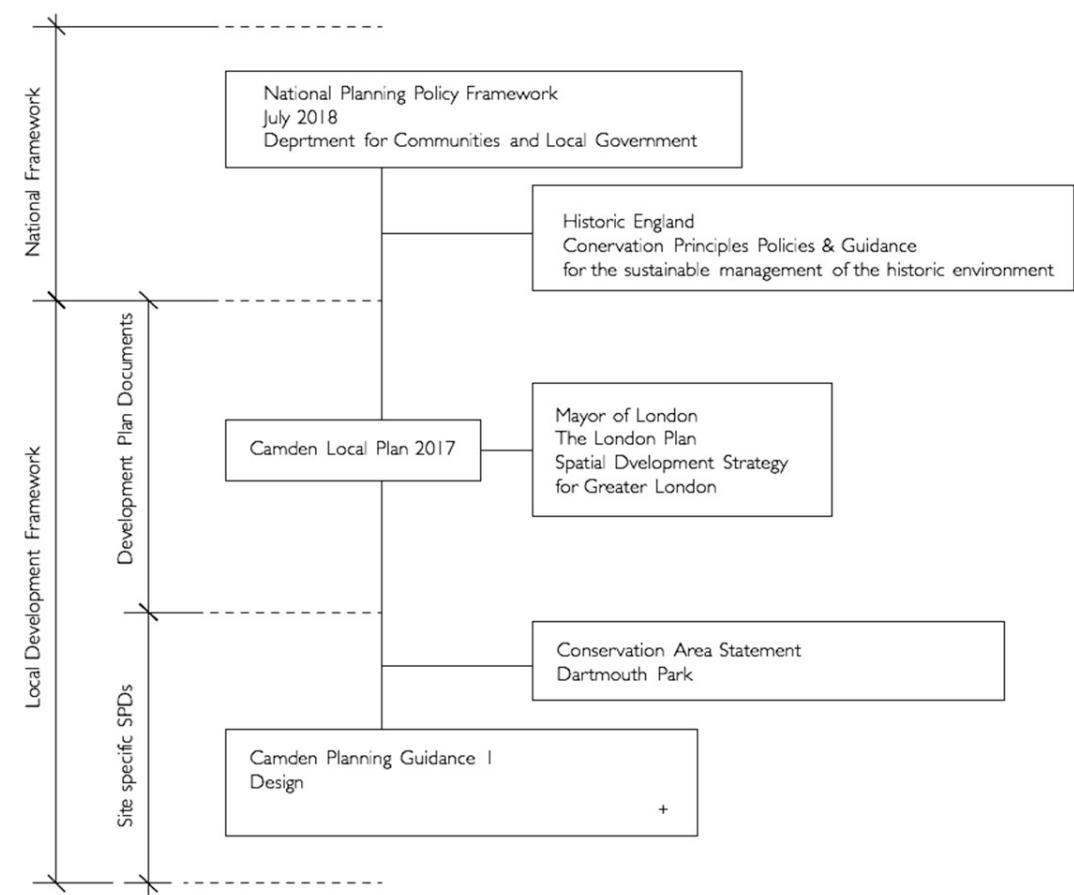 National Framework
National Planning Policy Framework
July 2018
Deprtment for Communities and Local Government
Historic England
Conervation Principles Policies & Guidance
for the sustainable management of the historic environment
Local Development Framework
Development Plan Documents
Camden Local Plan 2017
Mayor of London
The London Plan
Spatial Dvelopment Strategy
for Greater London
Site specific SPDs
Conservation Area Statement
Dartmouth Park
Camden Planning Guidance 1
Design
+